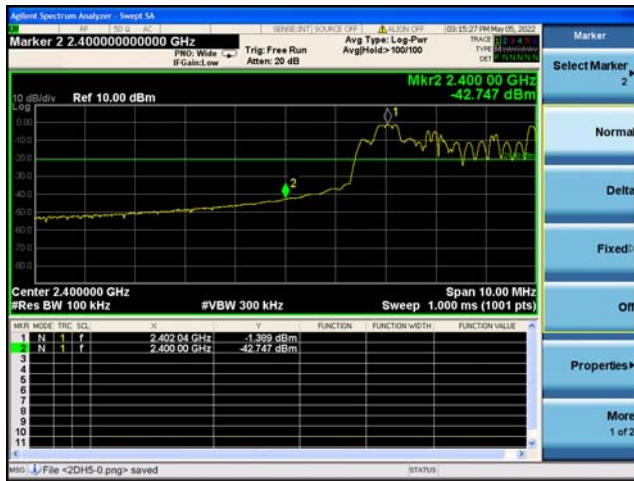 Agilent Spectrum Analyzer - Swept SA
RF 50 Ω AC SENSE:INT SOURCE OFF ALIGN OFF 03:15:27 PM May 05, 2022
Marker 2 2.400000000000 GHz
PNO: Wide
IFGain:Low
Trig: Free Run
Atten: 20 dB
Avg Type: Log-Pwr
Avg|Hold:> 100/100
TRACE 1 2 3 4 5 6
TYPE
DET P N N N N N
Mkr2 2.400 00 GHz
-42.747 dBm
10 dB/div
Log
Ref 10.00 dBm
1
0.00
-10.0
-20.0
2
-30.0
-40.0
-50.0
-60.0
-70.0
-80.0
Center 2.400000 GHz
Span 10.00 MHz
#Res BW 100 kHz
#VBW 300 kHz
Sweep 1.000 ms (1001 pts)
MKR MODE TRC SCL X Y FUNCTION FUNCTION WIDTH FUNCTION VALUE
1 N 1 f 2.402 04 GHz -1.389 dBm
2 N 1 f 2.400 00 GHz -42.747 dBm
3
4
5
6
7
8
9
10
11
MSG File <2DH5-0.png> saved
STATUS
Marker
Select Marker
2
Normal
Delta
Fixed
Off
Properties
More
1 of 2